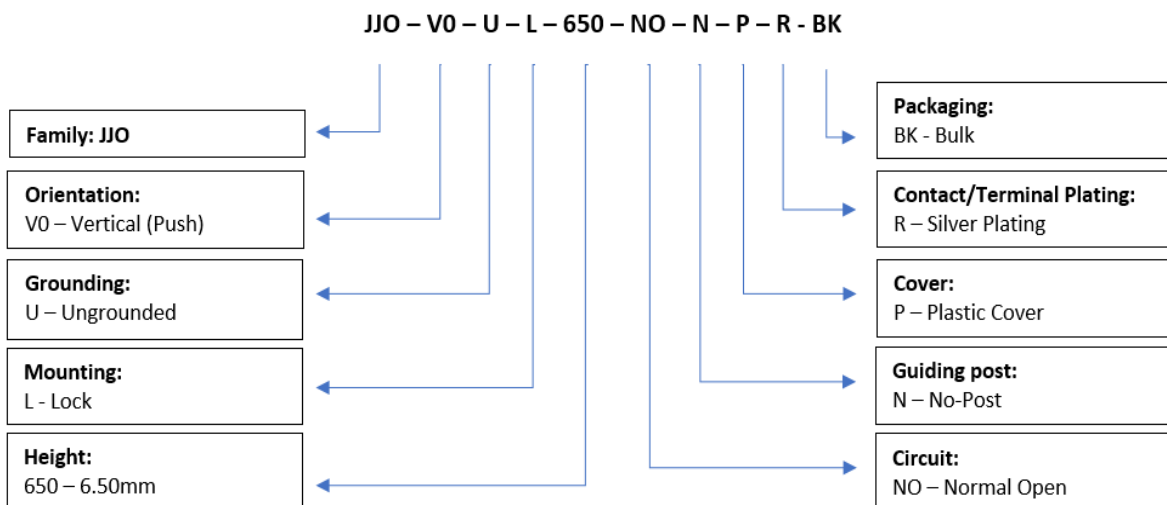 JJO – V0 – U – L – 650 – NO – N – P – R - BK
Family: JJO
Orientation:
V0 – Vertical (Push)
Grounding:
U – Ungrounded
Mounting:
L - Lock
Height:
650 – 6.50mm
Packaging:
BK - Bulk
Contact/Terminal Plating:
R – Silver Plating
Cover:
P – Plastic Cover
Guiding post:
N – No-Post
Circuit:
NO – Normal Open